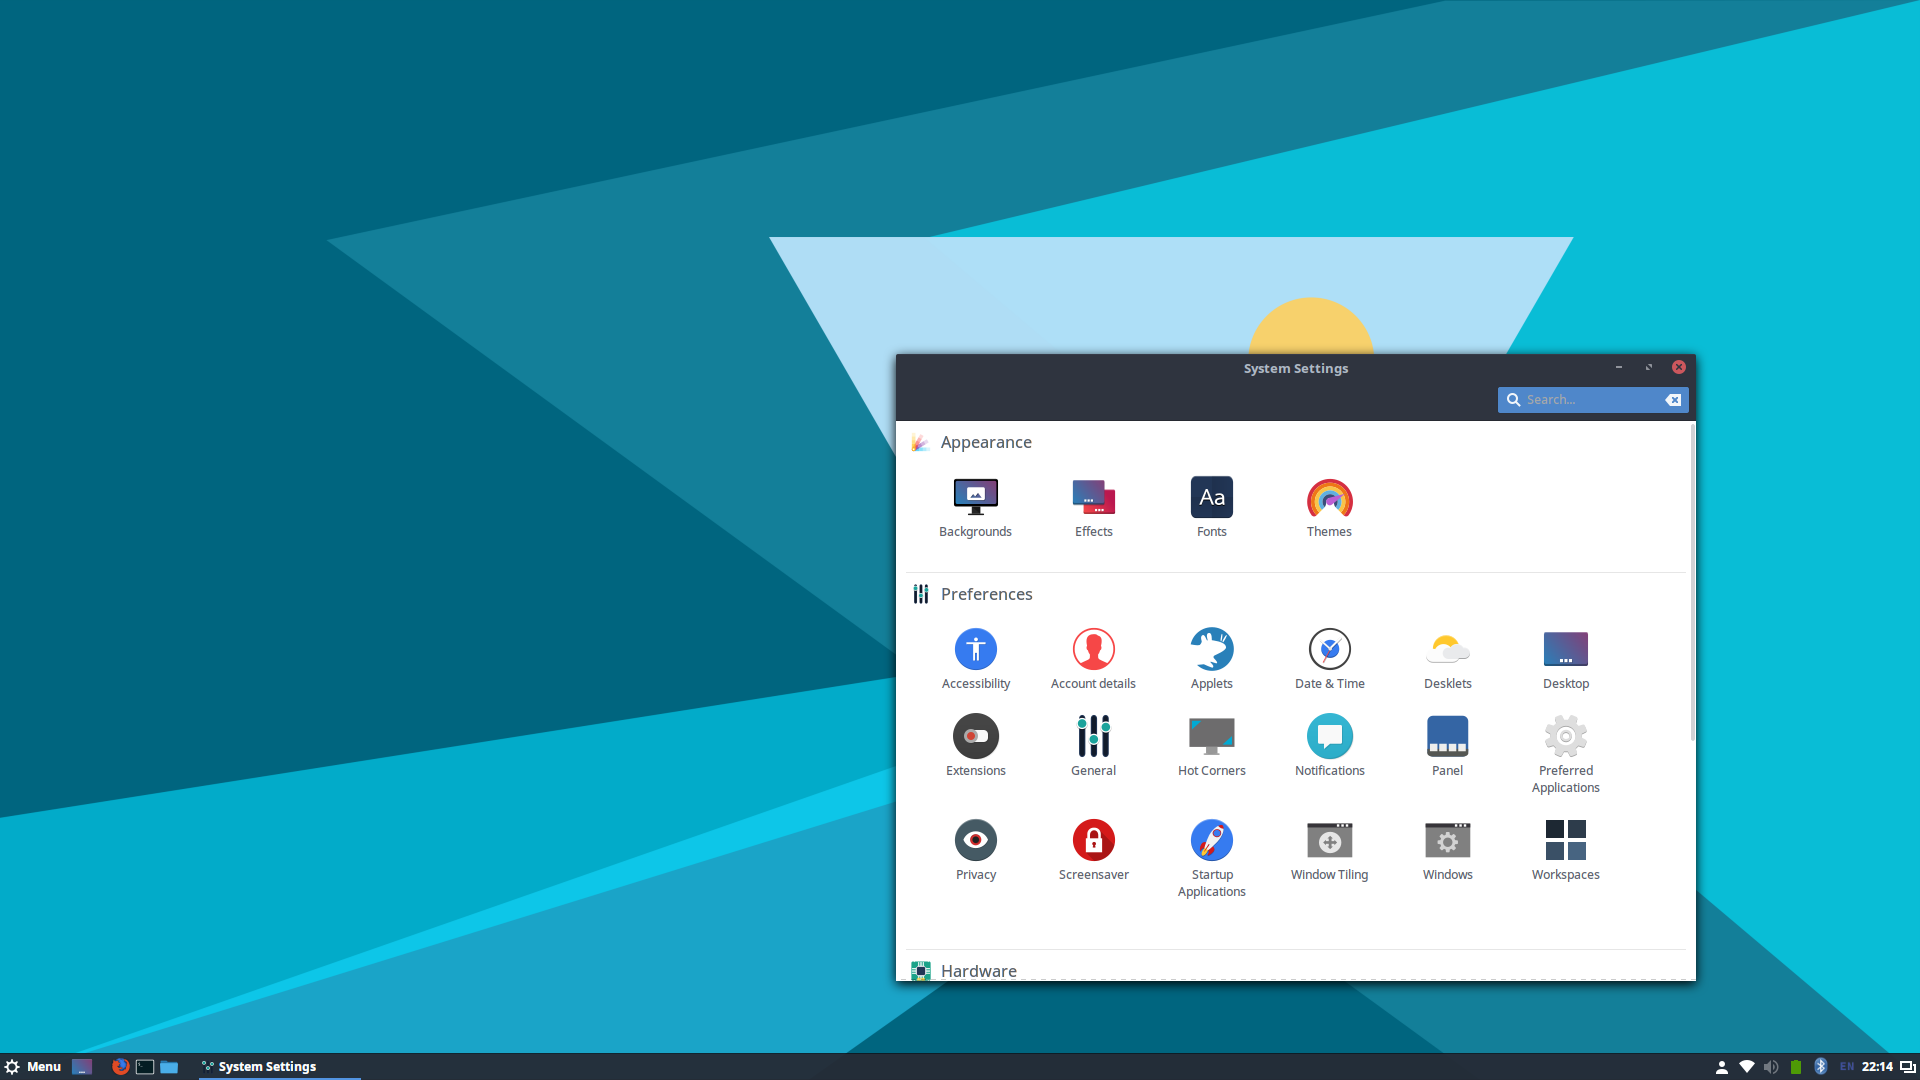 System Settings
Search...
Appearance
Backgrounds
Effects
Aa
Fonts
Themes
Preferences
Accessibility
Account details
Applets
Date & Time
Desklets
Desktop
Extensions
General
Hot Corners
Notifications
Panel
Preferred
Applications
Privacy
Screensaver
Startup
Applications
Window Tiling
Windows
Workspaces
Hardware
Menu
System Settings
EN
22:14